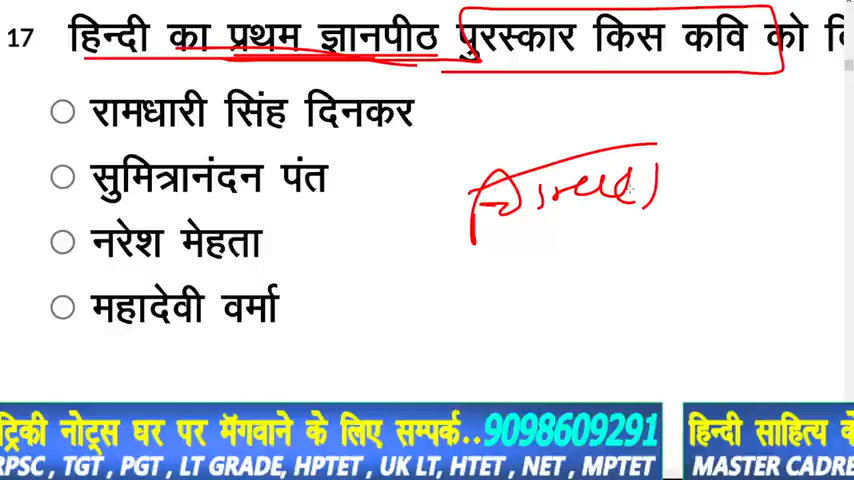 17 हिन्दी का प्रथम ज्ञानपीठ पुरस्कार किस कवि को
रामधारी सिंह दिनकर
सुमित्रानंदन पंत
नरेश मेहता
महादेवी वर्मा
ट्रिकी नोट्स घर पर मॅगवाने के लिए सम्पर्क..9098609291 हिन्दी साहित्य
RPSC , TGT , PGT , LT GRADE, HPTET , UK LT, HTET , NET , MPTET MASTER CADRE